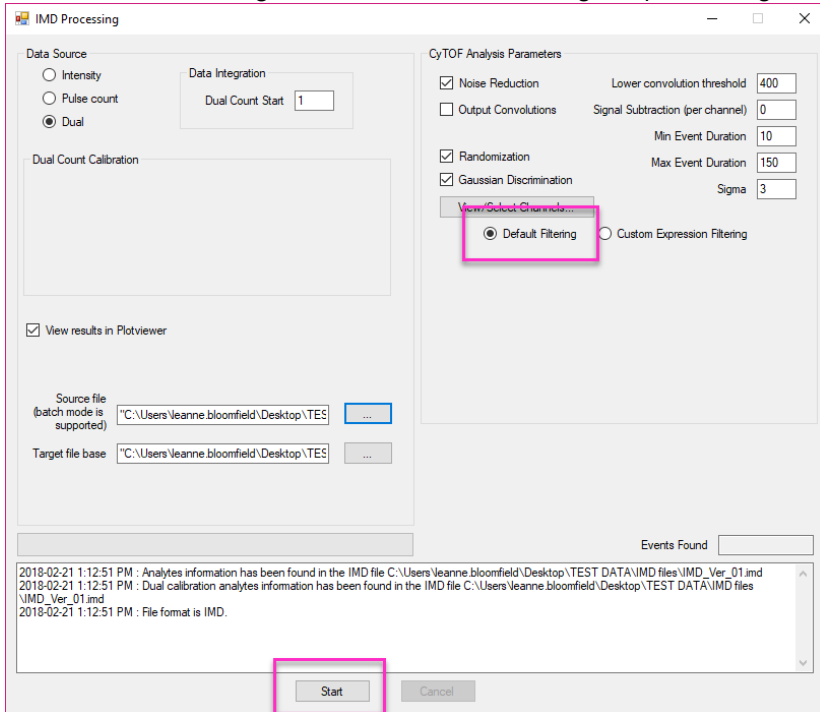 IMD Processing
Data Source
Intensity
Pulse count
Dual
Data Integration
Dual Count Start 1
Dual Count Calibration
View results in Plotviewer
Source file
(batch mode is
supported)
"C:\Users\leanne.bloomfield\Desktop\TES
...
Target file base "C:\Users\leanne.bloomfield\Desktop\TES ...
CyTOF Analysis Parameters
Noise Reduction Lower convolution threshold 400
Output Convolutions Signal Subtraction (per channel) 0
Min Event Duration 10
Randomization Max Event Duration 150
Gaussian Discrimination
Sigma 3
View/Select Channels...
Default Filtering Custom Expression Filtering
Events Found
2018-02-21 1:12:51 PM : Analytes information has been found in the IMD file C:\Users\leanne.bloomfield\Desktop\TEST DATA\IMD files\IMD_Ver_01.imd
2018-02-21 1:12:51 PM : Dual calibration analytes information has been found in the IMD file C:\Users\leanne.bloomfield\Desktop\TEST DATA\IMD files
\IMD_Ver_01.imd
2018-02-21 1:12:51 PM : File format is IMD.
Start Cancel